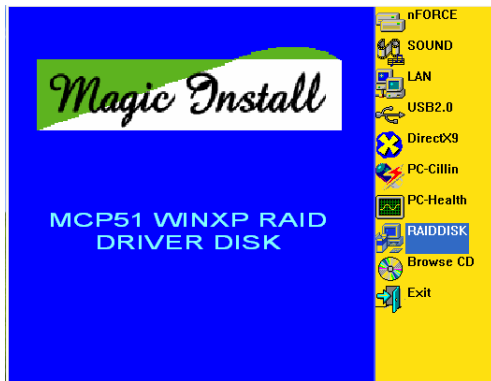 Magic Install
MCP51 WINXP RAID
DRIVER DISK
nFORCE
SOUND
LAN
USB2.0
DirectX9
PC-Cillin
PC-Health
RAIDDISK
Browse CD
Exit